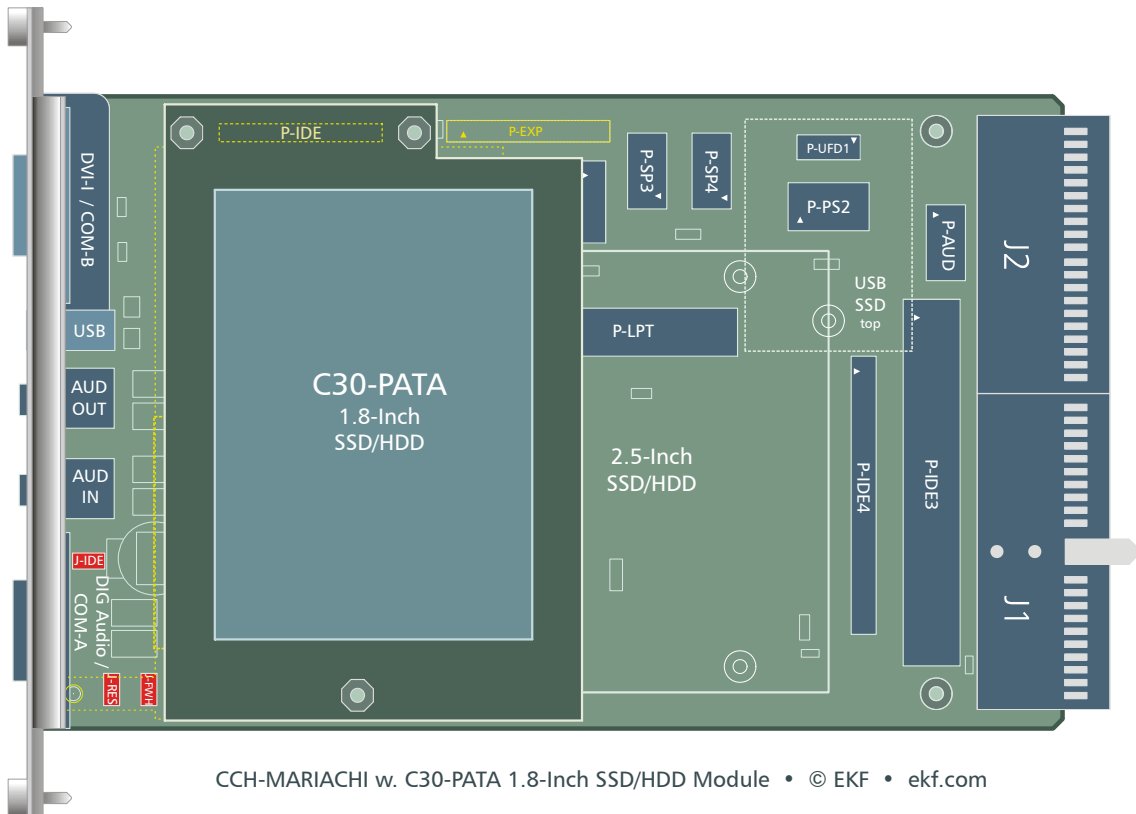 P-IDE
P-EXP
DVI-I / COM-B
P-SP3
P-SP4
P-UFD1
P-PS2
P-AUD
J2
USB
SSD
top
USB
P-LPT
AUD
OUT
C30-PATA
1.8-Inch
SSD/HDD
2.5-Inch
SSD/HDD
AUD
IN
P-IDE4
P-IDE3
J-IDE
DIG Audio /
COM-A
J1
J-RES
J-FWH
CCH-MARIACHI w. C30-PATA 1.8-Inch SSD/HDD Module • © EKF • ekf.com